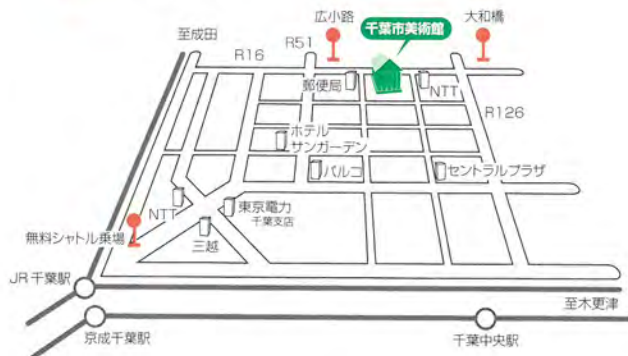 広小路
大和橋
至成田
R51
千葉市美術館
R16
郵便局
NTT
R126
ホテル
サンガーデン
パルコ
セントラルプラザ
NTT
東京電力
千葉支店
無料シャトル乗場
三越
JR千葉駅
至木更津
京成千葉駅
千葉中央駅